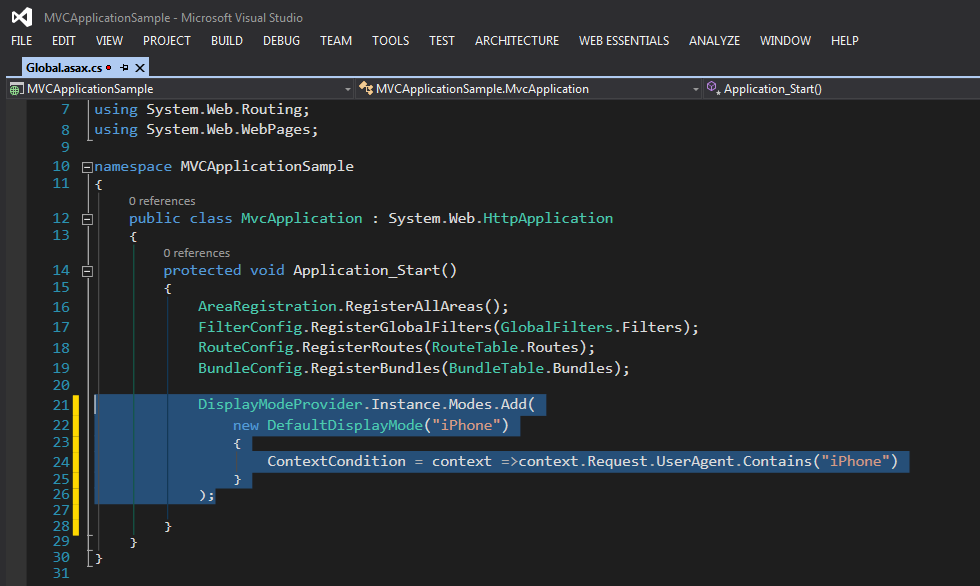 MVCApplicationSample - Microsoft Visual Studio
FILE EDIT VIEW PROJECT BUILD DEBUG TEAM TOOLS TEST ARCHITECTURE WEB ESSENTIALS ANALYZE WINDOW HELP
Global.asax.cs
MVCApplicationSample MVCApplicationSample.MvcApplication Application_Start()
7 using System.Web.Routing;
8 using System.Web.WebPages;
9
10 namespace MVCApplicationSample
11 {
0 references
12 public class MvcApplication : System.Web.HttpApplication
13 {
0 references
14 protected void Application_Start()
15 {
16 AreaRegistration.RegisterAllAreas();
17 FilterConfig.RegisterGlobalFilters(GlobalFilters.Filters);
18 RouteConfig.RegisterRoutes(RouteTable.Routes);
19 BundleConfig.RegisterBundles(BundleTable.Bundles);
20
21 DisplayModeProvider.Instance.Modes.Add(
22 new DefaultDisplayMode("iPhone")
23 {
24 ContextCondition = context =>context.Request.UserAgent.Contains("iPhone")
25 }
26 );
27
28 }
29 }
30 }
31